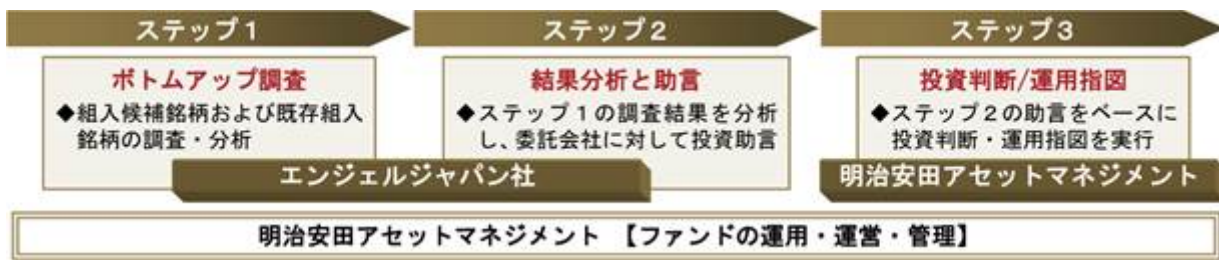 ステップ1
ステップ2
ステップ3
ボトムアップ調査
◆組入候補銘柄および既存組入
銘柄の調査・分析
結果分析と助言
◆ステップ1の調査結果を分析
し、委託会社に対して投資助言
投資判断/運用指図
◆ステップ2の助言をベースに
投資判断・運用指図を実行
エンジェルジャパン社
明治安田アセットマネジメント
明治安田アセットマネジメント 【ファンドの運用・運営・管理】